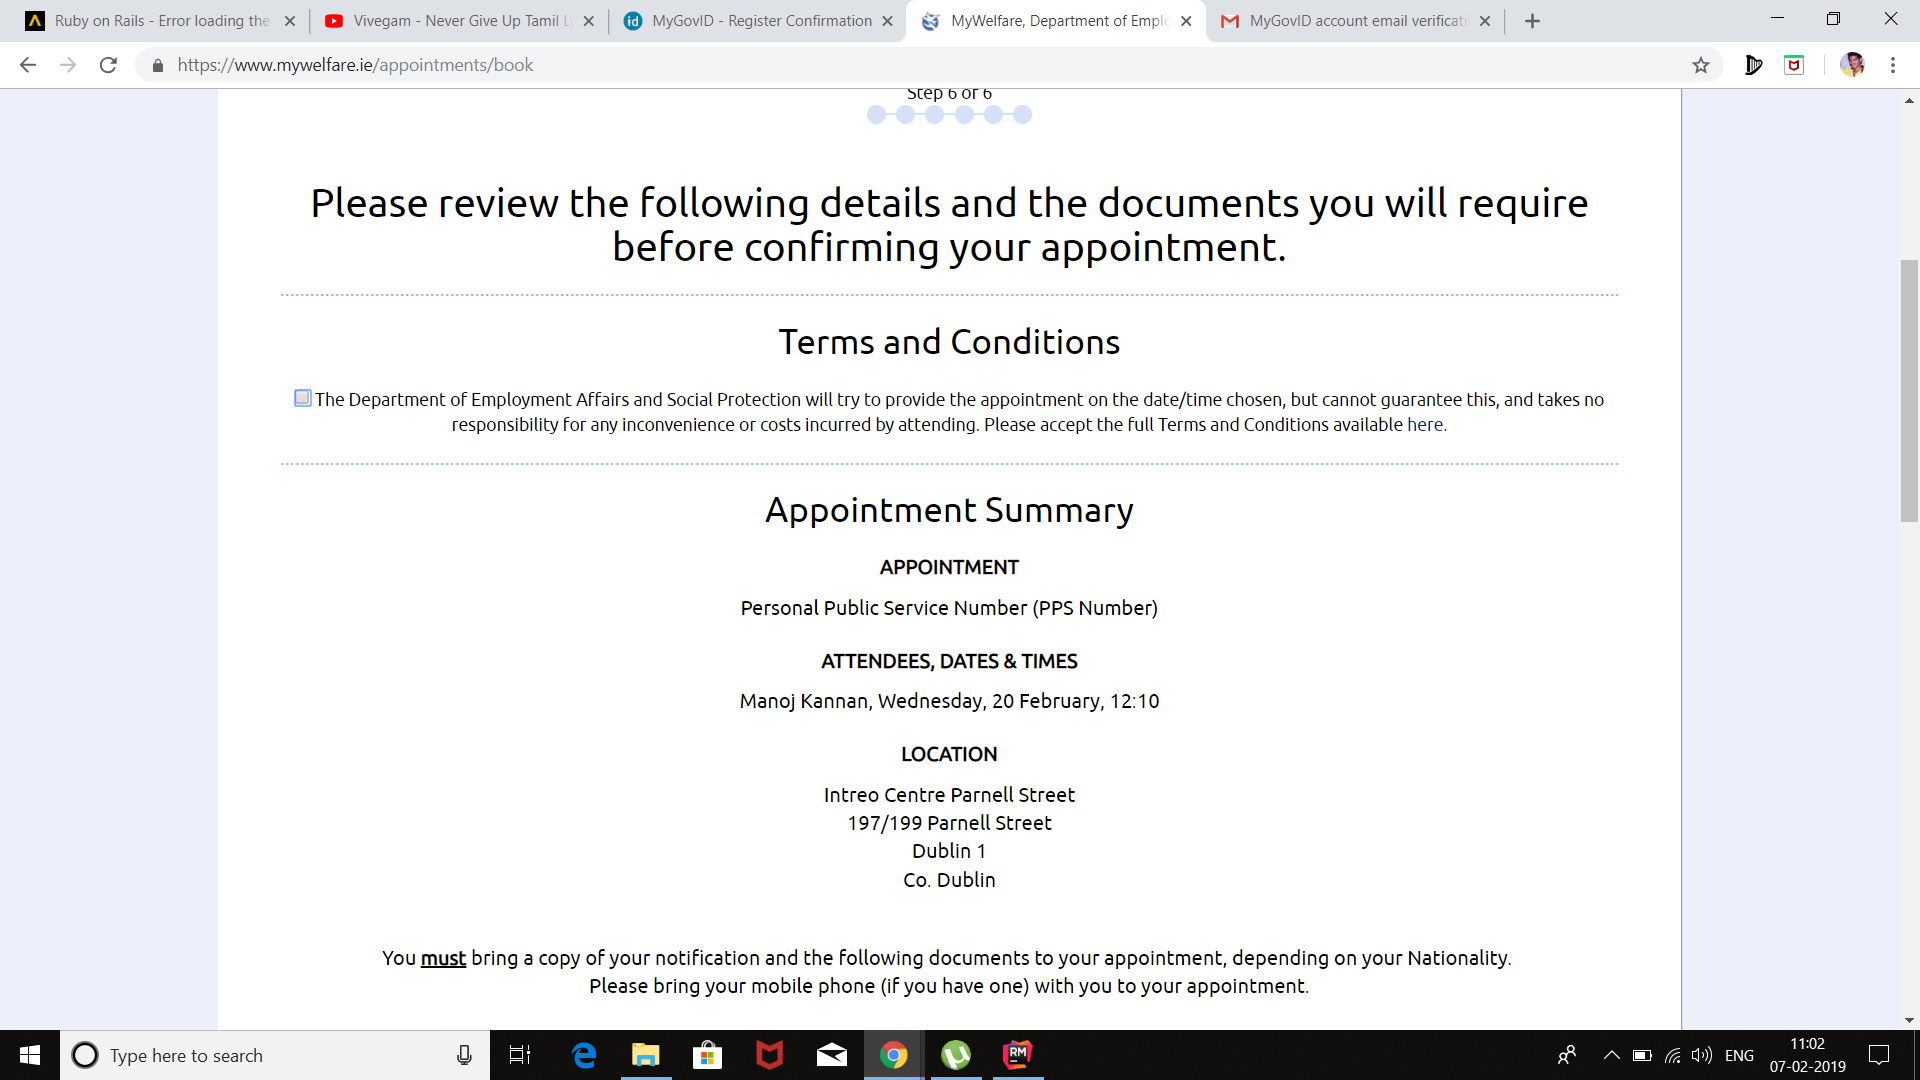 Ruby on Rails - Error loading the
Vivegam - Never Give Up Tamil L
MyGovID - Register Confirmation
MyWelfare, Department of Emplo
MyGovID account email verificati
https://www.mywelfare.ie/appointments/book
Step 6 of 6
Please review the following details and the documents you will require
before confirming your appointment.
Terms and Conditions
The Department of Employment Affairs and Social Protection will try to provide the appointment on the date/time chosen, but cannot guarantee this, and takes no
responsibility for any inconvenience or costs incurred by attending. Please accept the full Terms and Conditions available here.
Appointment Summary
APPOINTMENT
Personal Public Service Number (PPS Number)
ATTENDEES, DATES & TIMES
Manoj Kannan, Wednesday, 20 February, 12:10
LOCATION
Intreo Centre Parnell Street
197/199 Parnell Street
Dublin 1
Co. Dublin
You must bring a copy of your notification and the following documents to your appointment, depending on your Nationality.
Please bring your mobile phone (if you have one) with you to your appointment.
Type here to search
RM
ENG
11:02
07-02-2019